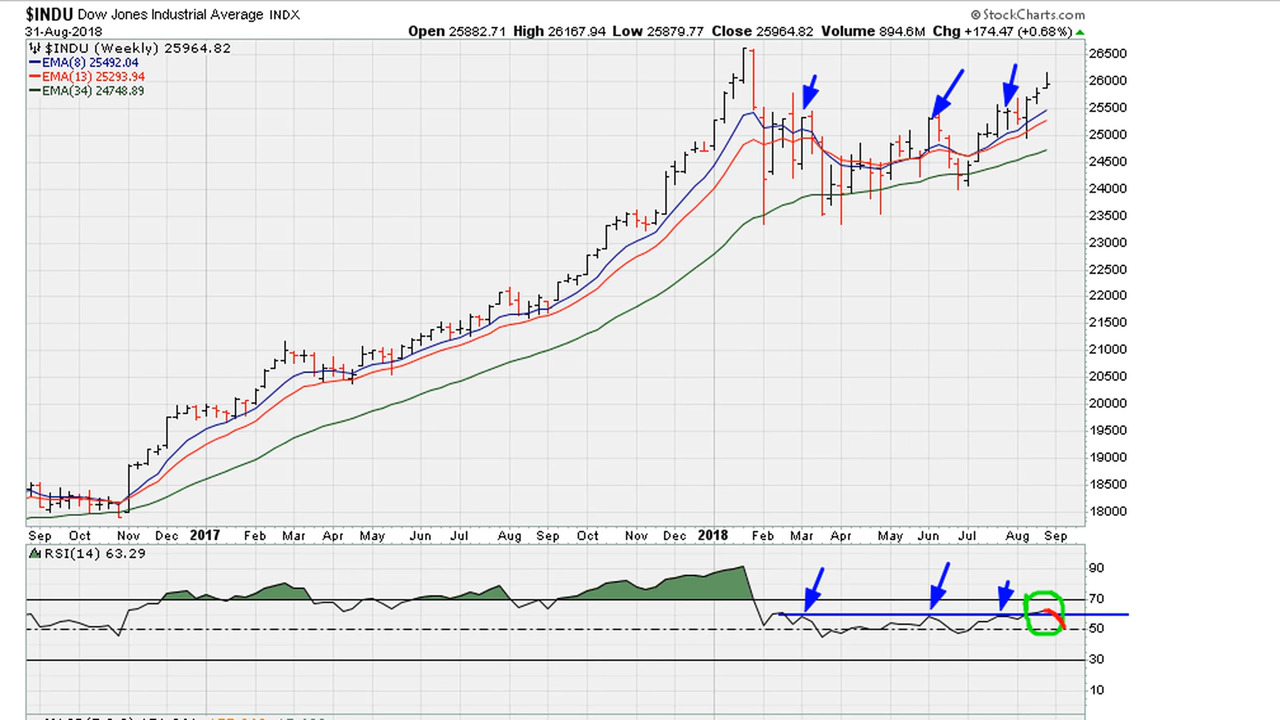 $INDU Dow Jones Industrial Average INDX
© StockCharts.com
31-Aug-2018
Open 25882.71 High 26167.94 Low 25879.77 Close 25964.82 Volume 894.6M Chg +174.47 (+0.68%)
$INDU (Weekly) 25964.82
EMA(8) 25492.04
EMA(13) 25293.94
EMA(34) 24748.89
26500
26000
25500
25000
24500
24000
23500
23000
22500
22000
21500
21000
20500
20000
19500
19000
18500
18000
Sep Oct Nov Dec 2017 Feb Mar Apr May Jun Jul Aug Sep Oct Nov Dec 2018 Feb Mar Apr May Jun Jul Aug Sep
RSI(14) 63.29
90
70
50
30
10